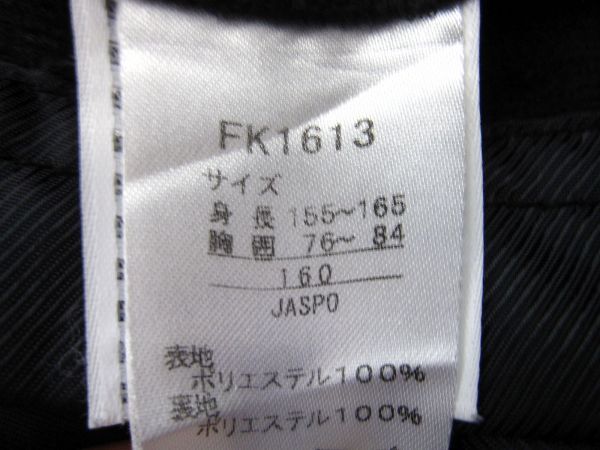 FK1613
サイズ
身長 155~165
胸囲 76~ 84
160
JASPO
表地
ポリエステル100%
裏地
ポリエステル100%